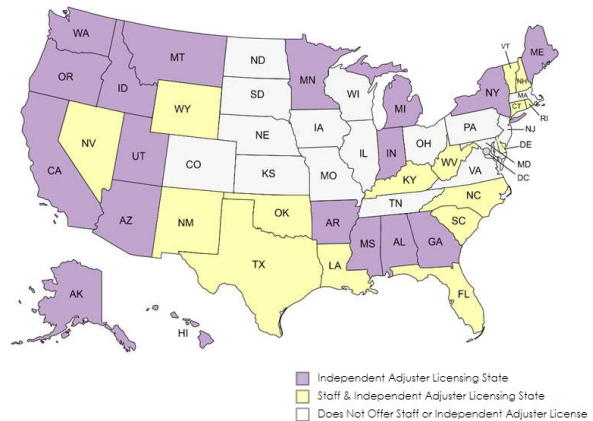 WA
MT
ND
MN
VT
ME
OR
ID
SD
WI
MI
NY
NH
MA
CT
RI
WY
NE
IA
PA
NJ
NV
UT
CO
IL
IN
OH
DE
CA
KS
MO
WV
VA
MD
DC
KY
AZ
NM
OK
AR
TN
NC
SC
TX
LA
MS
AL
GA
FL
AK
HI
Independent Adjuster Licensing State
Staff & Independent Adjuster Licensing State
Does Not Offer Staff or Independent Adjuster License